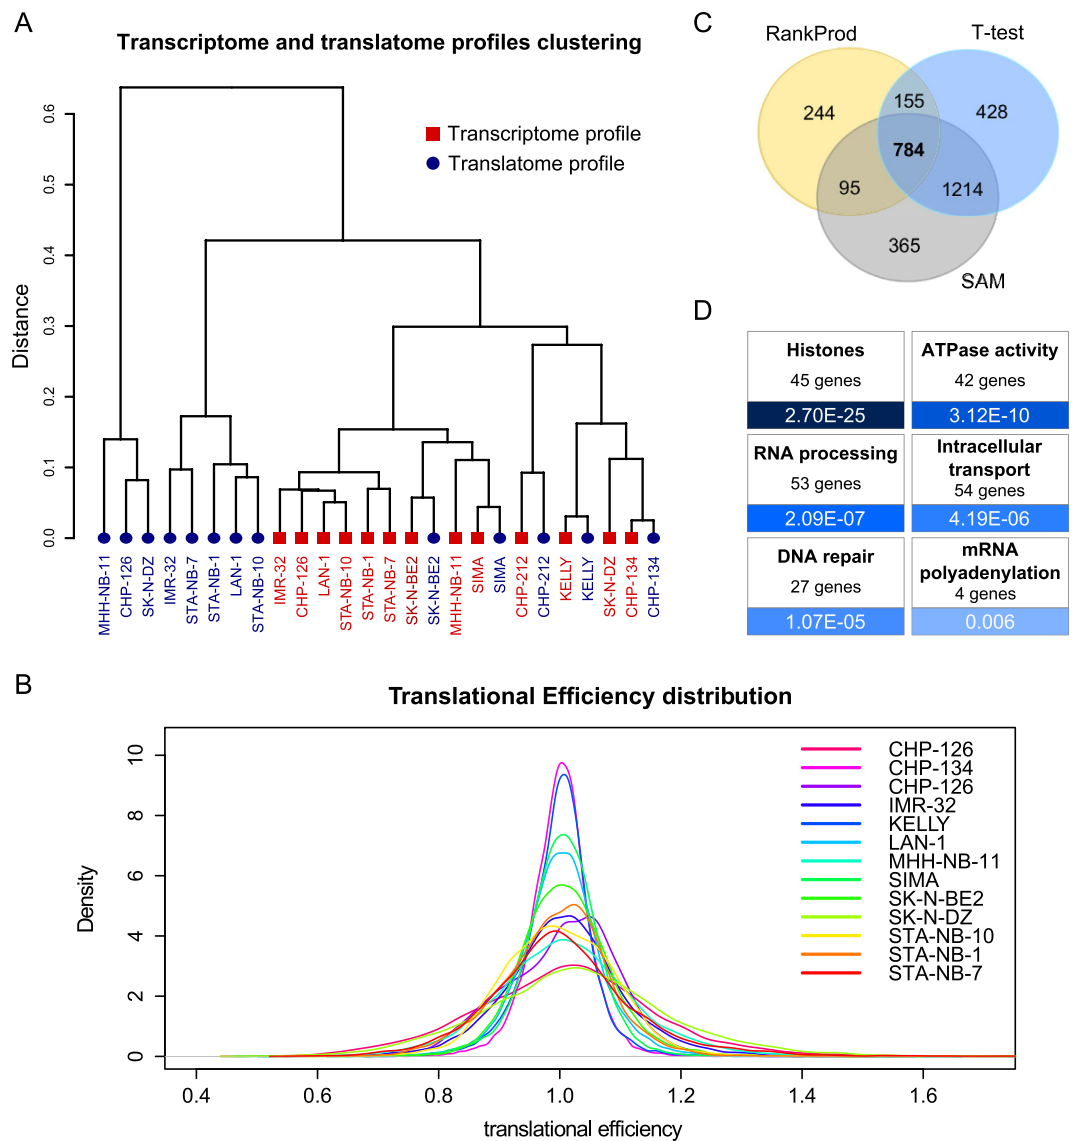 A
Transcriptome and translatome profiles clustering
Transcriptome profile
Translatome profile
Distance
0.6
0.5
0.4
0.3
0.2
0.1
0.0
MHH-NB-11
CHP-126
SK-N-DZ
IMR-32
STA-NB-7
STA-NB-1
LAN-1
STA-NB-10
IMR-32
CHP-126
LAN-1
STA-NB-10
STA-NB-1
STA-NB-7
SK-N-BE2
SK-N-BE2
MHH-NB-11
SIMA
SIMA
CHP-212
CHP-212
KELLY
KELLY
SK-N-DZ
CHP-134
CHP-134
C
RankProd
T-test
244
155
428
784
95
1214
365
SAM
D
Histones
45 genes
2.70E-25
ATPase activity
42 genes
3.12E-10
RNA processing
53 genes
2.09E-07
Intracellular
transport
54 genes
4.19E-06
DNA repair
27 genes
1.07E-05
mRNA
polyadenylation
4 genes
0.006
B
Translational Efficiency distribution
Density
10
8
6
4
2
0
CHP-126
CHP-134
CHP-126
IMR-32
KELLY
LAN-1
MHH-NB-11
SIMA
SK-N-BE2
SK-N-DZ
STA-NB-10
STA-NB-1
STA-NB-7
0.4
0.6
0.8
1.0
1.2
1.4
1.6
translational efficiency